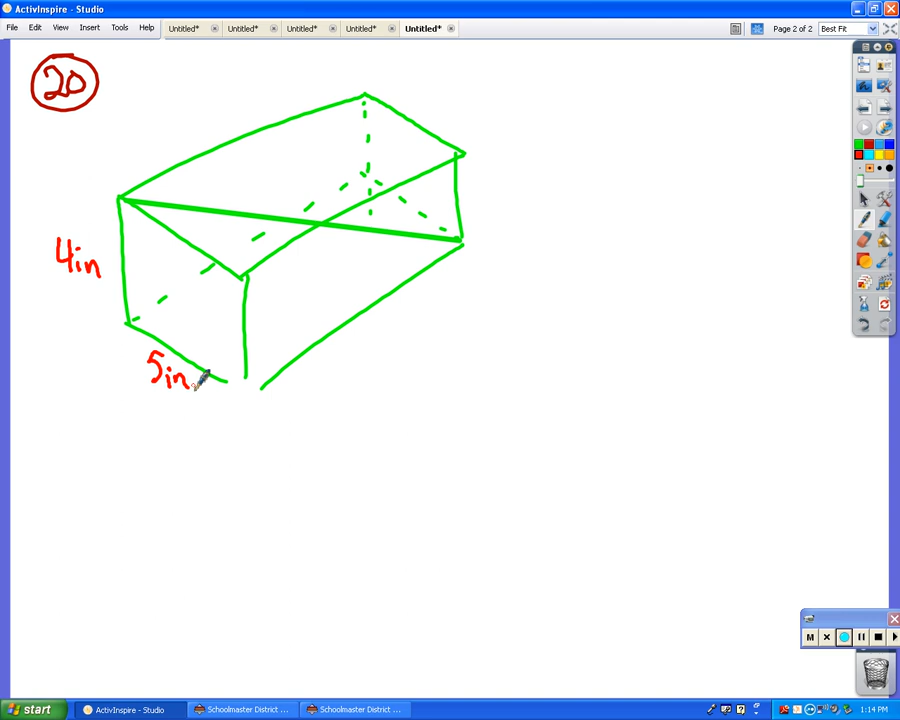 ActivInspire - Studio
File Edit View Insert Tools Help
Untitled* Untitled* Untitled* Untitled* Untitled*
Page 2 of 2 Best Fit
20
4in
5in
M
start ActivInspire - Studio Schoolmaster District ... Schoolmaster District ... 1:14 PM